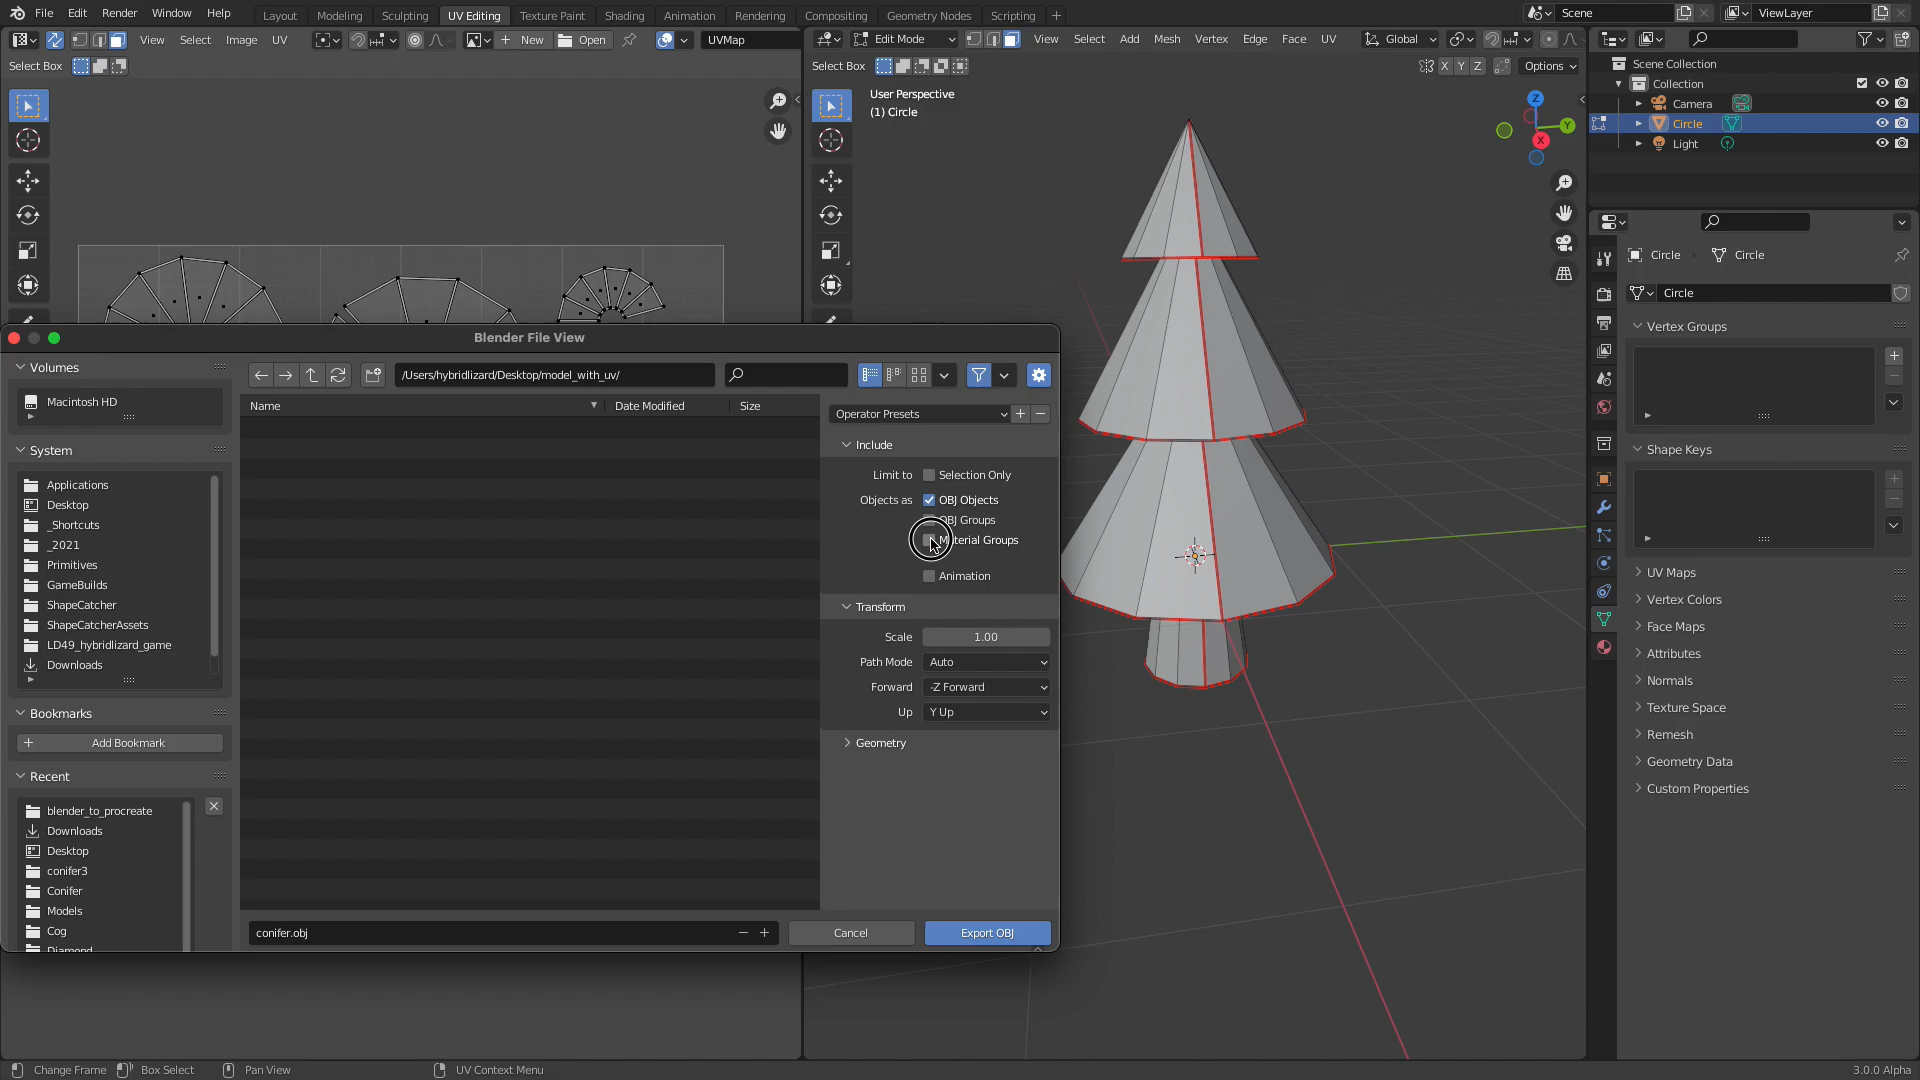 File Edit Render Window Help Layout Modeling Sculpting UV Editing Texture Paint Shading Animation Rendering Compositing Geometry Nodes Scripting + Scene ViewLayer
View Select Image UV New Open UVMap Edit Mode View Select Add Mesh Vertex Edge Face UV Global
Select Box Select Box X Y Z Options
Scene Collection
Collection
Camera
Circle
Light
User Perspective
(1) Circle
Z
Y
X
Circle Circle
Circle
Vertex Groups
Shape Keys
UV Maps
Vertex Colors
Face Maps
Attributes
Normals
Texture Space
Remesh
Geometry Data
Custom Properties
Blender File View
Volumes
Macintosh HD
System
Applications
Desktop
_Shortcuts
_2021
Primitives
GameBuilds
ShapeCatcher
ShapeCatcherAssets
LD49_hybridlizard_game
Downloads
Bookmarks
Add Bookmark
Recent
blender_to_procreate
Downloads
Desktop
conifer3
Conifer
Models
Cog
Diamond
/Users/hybridlizard/Desktop/model_with_uv/
Name Date Modified Size
Operator Presets
Include
Limit to Selection Only
Objects as OBJ Objects
OBJ Groups
Material Groups
Animation
Transform
Scale 1.00
Path Mode Auto
Forward -Z Forward
Up Y Up
Geometry
conifer.obj Cancel Export OBJ
Change Frame Box Select Pan View UV Context Menu 3.0.0 Alpha